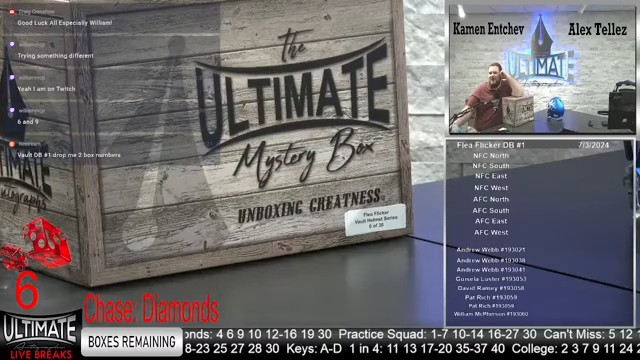 Craig Crenshaw
Good Luck All Especially William!
Trying something different
Yeah I am on Twitch
6 and 9
Restream
Vault DB #1 drop me 2 box numbers
the
ULTIMATE
Mystery Box
UNBOXING GREATNESS
Flea Flicker
Vault Helmet Series
6 of 20
utographs
Kamen Entchev
Alex Tellez
ULTIMATE
Flea Flicker DB #1 7/3/2024
NFC North
NFC South
NFC East
NFC West
AFC North
AFC South
AFC East
AFC West
Andrew Webb #193021
Andrew Webb #193038
Andrew Webb #193041
Luster #193053
David Ramey #193058
Pat Rich #193059
Pat Rich #193059
William McPherson #193060
6
Chase: Diamonds
ULTIMATE
LIVE BREAKS
BOXES REMAINING
onds: 4 6 9 10 12-16 19 30 Practice Squad: 1-7 10-14 16-27 30 Can't Miss: 5 12
8-23 25 27 28 30 Keys: A-D 1 in 4: 11 13 17-20 35-37 40 College: 2 3 7 9 11 24